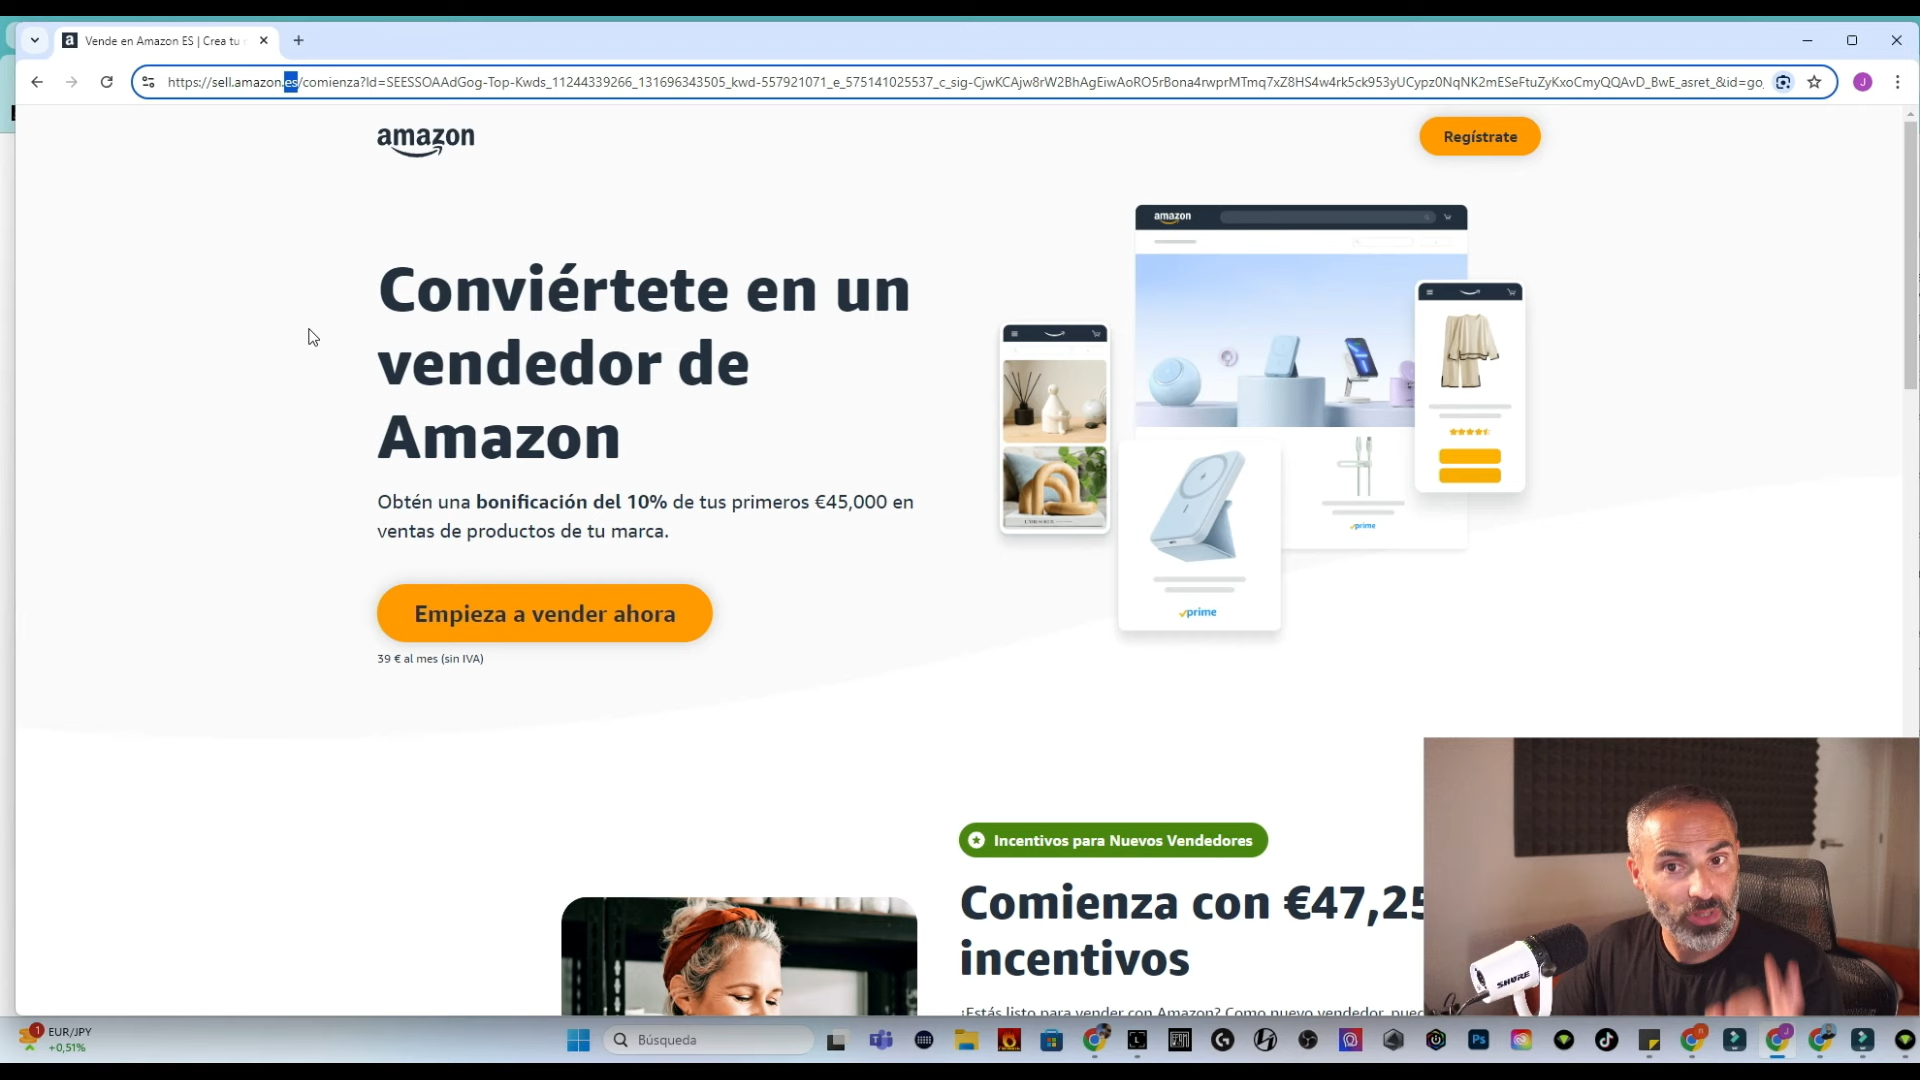 Vende en Amazon ES | Crea tu
https://sell.amazon.es/comienza?ld=SEESSOAAdGog-Top-Kwds_11244339266_131696343505_kwd-557921071_e_575141025537_c_sig-CjwKCAjw8rW2BhAgEiwAoRO5rBona4rwprMTmq7xZ8HS4w4rk5ck953yUCypz0NqNK2mESeFtuZyKxoCmyQQAvD_BwE_asret_&id=go
J
amazon
Regístrate
amazon
Conviértete en un
vendedor de
Amazon
Obtén una bonificación del 10% de tus primeros €45,000 en
ventas de productos de tu marca.
Empieza a vender ahora
39 € al mes (sin IVA)
prime
prime
Incentivos para Nuevos Vendedores
Comienza con €47,25
incentivos
¿Estás listo para vender con Amazon? Como nuevo vendedor, pued
SHURE
1
EUR/JPY
+0,51%
Búsqueda
Ps